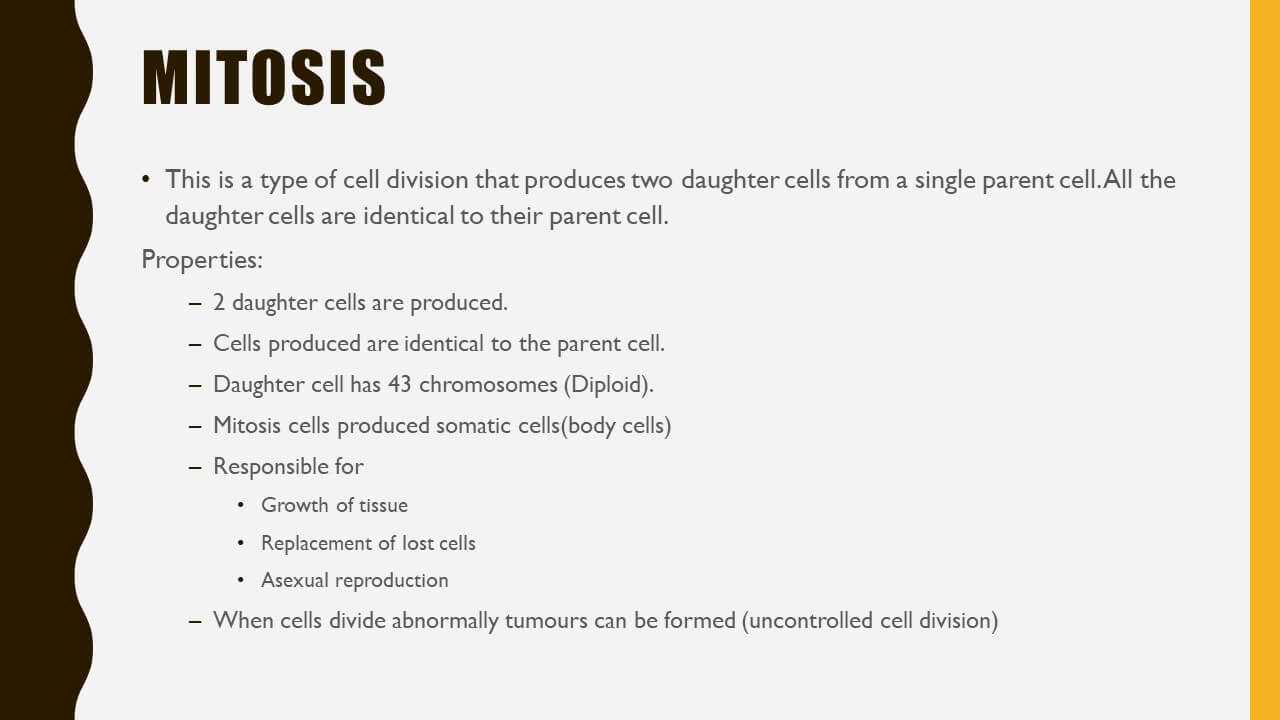 MITOSIS
• This is a type of cell division that produces two daughter cells from a single parent cell. All the
daughter cells are identical to their parent cell.
Properties:
– 2 daughter cells are produced.
– Cells produced are identical to the parent cell.
– Daughter cell has 43 chromosomes (Diploid).
– Mitosis cells produced somatic cells(body cells)
– Responsible for
• Growth of tissue
• Replacement of lost cells
• Asexual reproduction
– When cells divide abnormally tumours can be formed (uncontrolled cell division)